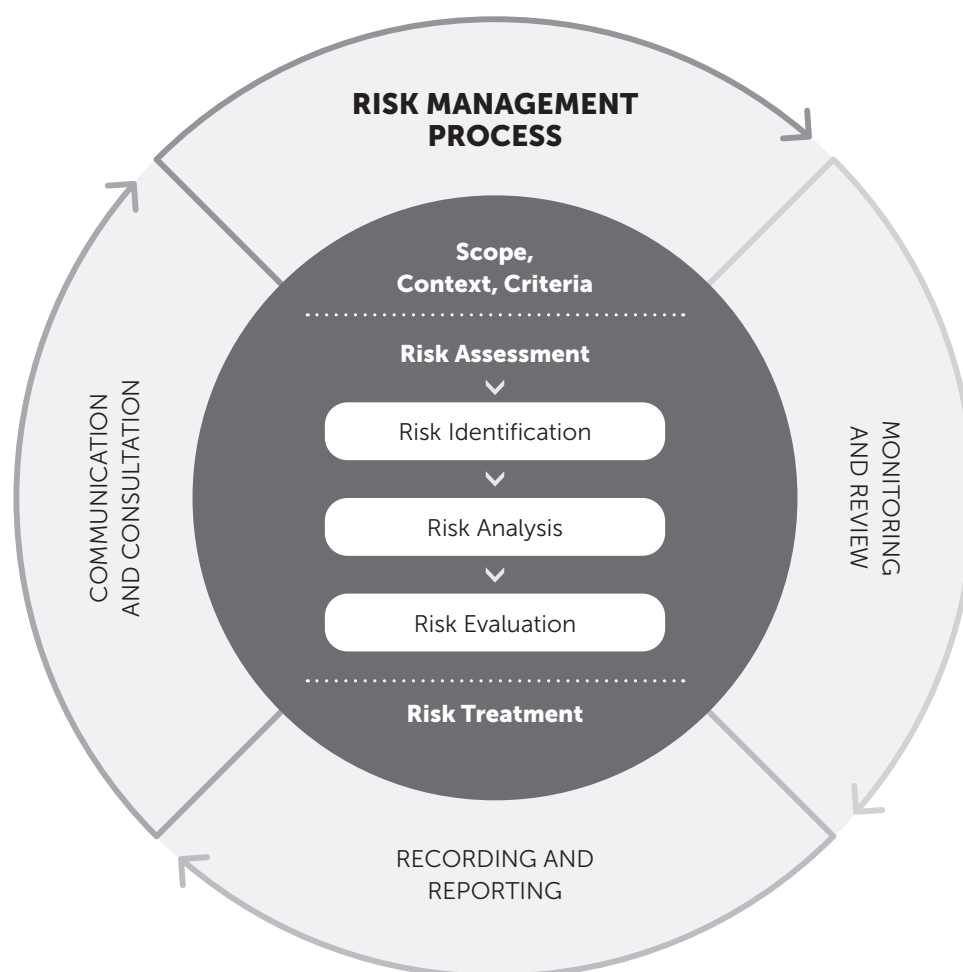 RISK MANAGEMENT
PROCESS
Scope,
Context, Criteria
Risk Assessment
Risk Identification
Risk Analysis
Risk Evaluation
Risk Treatment
MONITORING
AND REVIEW
RECORDING AND
REPORTING
COMMUNICATION
AND CONSULTATION